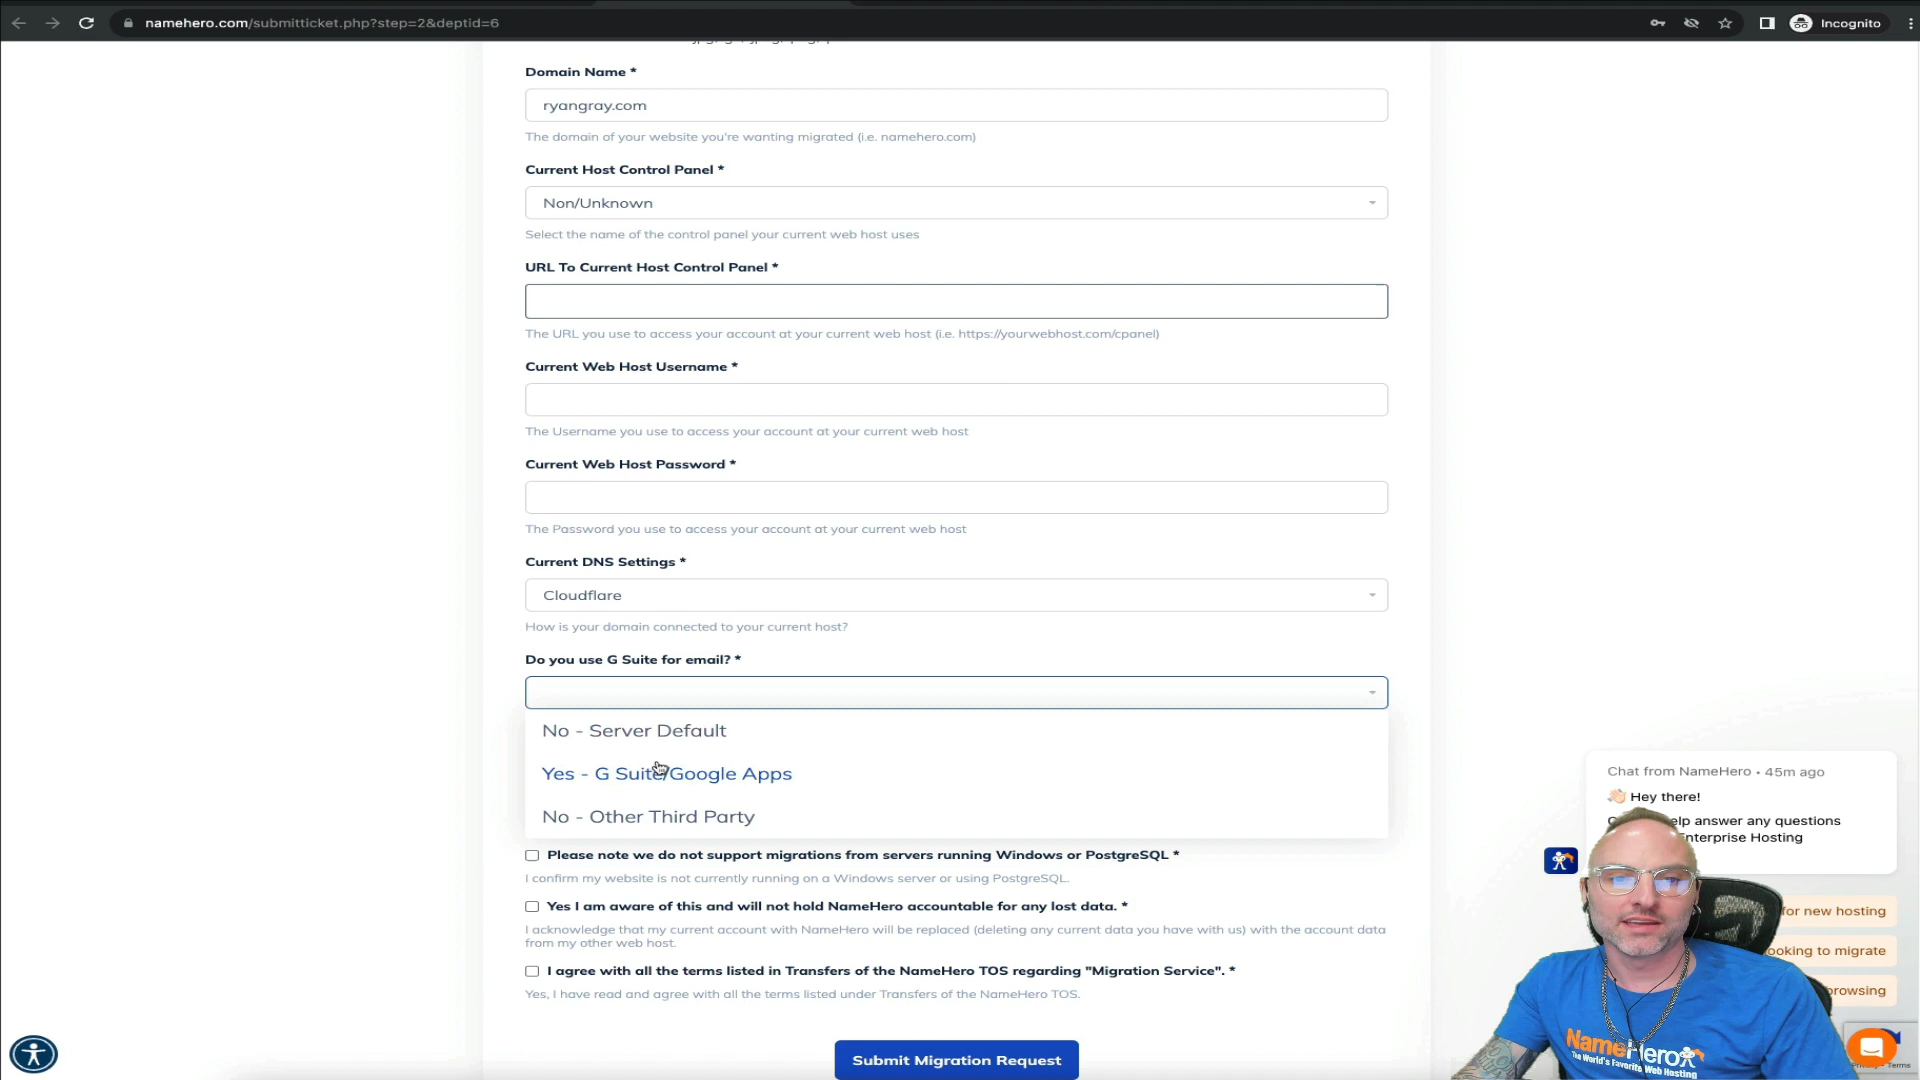 namehero.com/submitticket.php?step=2&deptid=6
Incognito
Domain Name *
ryangray.com
The domain of your website you're wanting migrated (i.e. namehero.com)
Current Host Control Panel *
Non/Unknown
Select the name of the control panel your current web host uses
URL To Current Host Control Panel *
The URL you use to access your account at your current web host (i.e. https://yourwebhost.com/cpanel)
Current Web Host Username *
The Username you use to access your account at your current web host
Current Web Host Password *
The Password you use to access your account at your current web host
Current DNS Settings *
Cloudflare
How is your domain connected to your current host?
Do you use G Suite for email? *
No - Server Default
Yes - G Suite/Google Apps
No - Other Third Party
Please note we do not support migrations from servers running Windows or PostgreSQL *
I confirm my website is not currently running on a Windows server or using PostgreSQL.
Yes I am aware of this and will not hold NameHero accountable for any lost data. *
I acknowledge that my current account with NameHero will be replaced (deleting any current data you have with us) with the account data
from my other web host.
I agree with all the terms listed in Transfers of the NameHero TOS regarding "Migration Service". *
Yes, I have read and agree with all the terms listed under Transfers of the NameHero TOS.
Submit Migration Request
Chat from NameHero • 45m ago
👋 Hey there!
help answer any questions
Enterprise Hosting
for new hosting
looking to migrate
browsing
NameHero
The World's Favorite Web Hosting
Terms